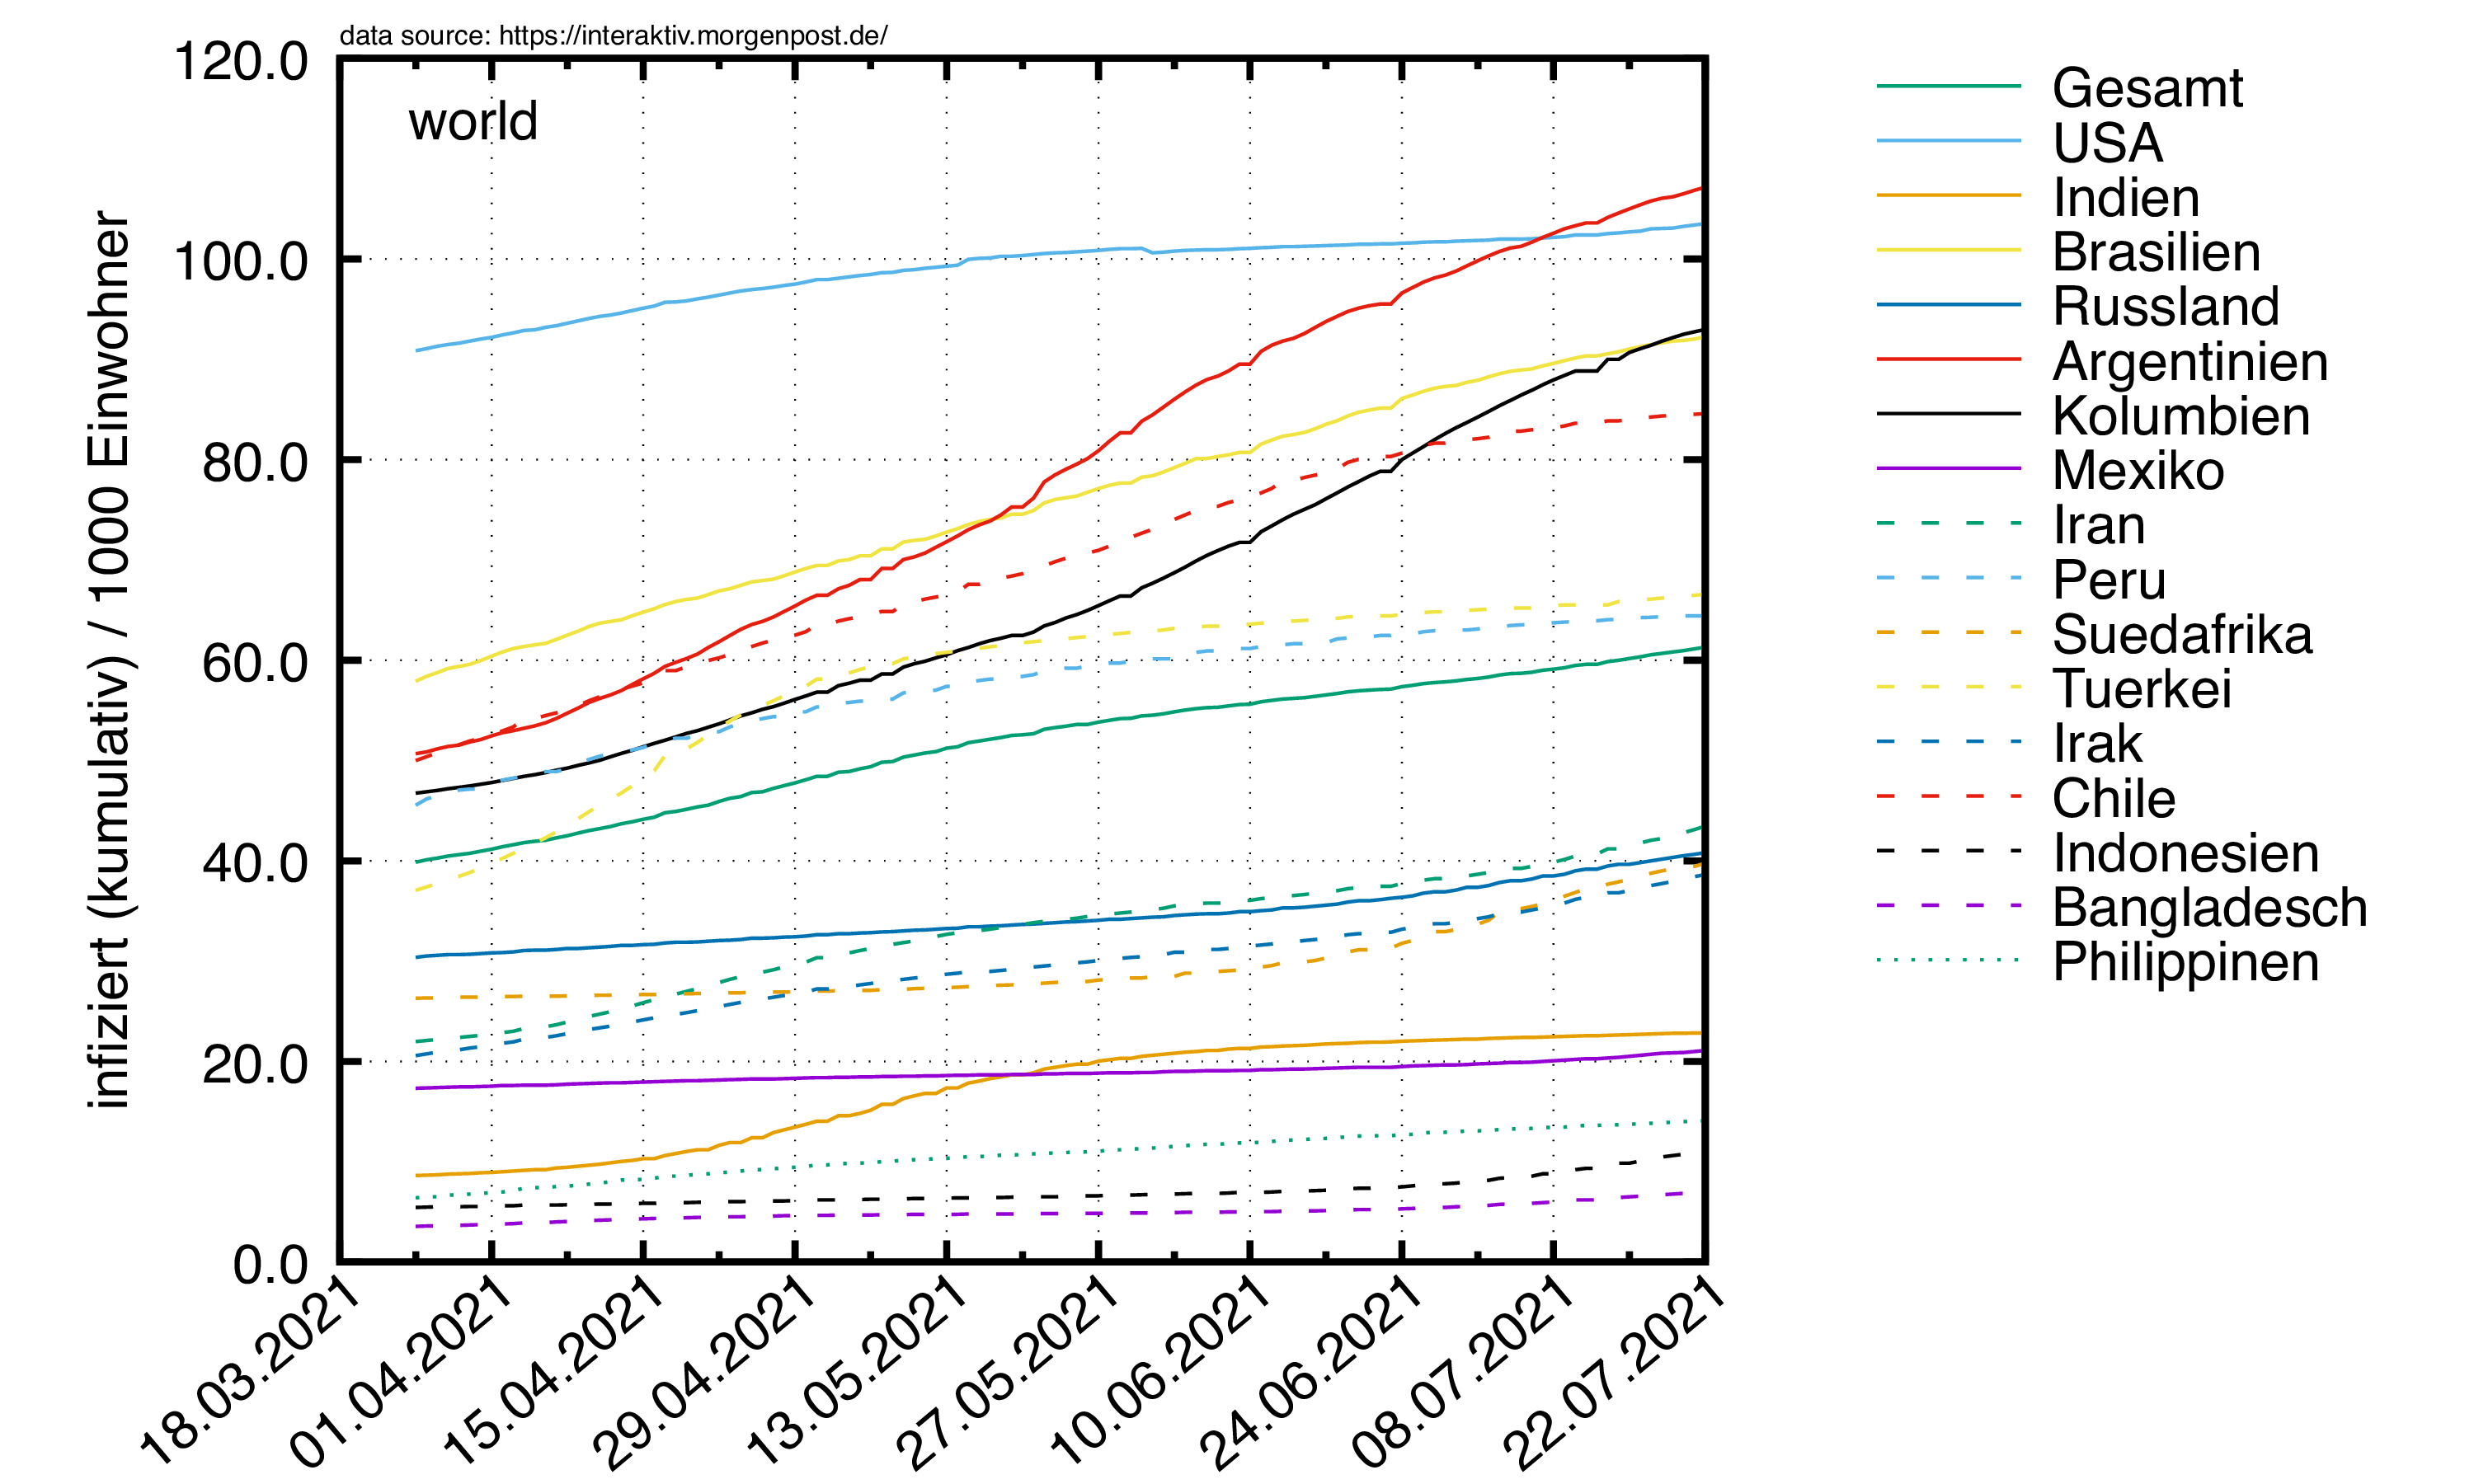 data source: https://interaktiv.morgenpost.de/
120.0
100.0
80.0
60.0
40.0
20.0
0.0
infiziert (kumulativ) / 1000 Einwohner
world
18.03.2021
01.04.2021
15.04.2021
29.04.2021
13.05.2021
27.05.2021
10.06.2021
24.06.2021
08.07.2021
22.07.2021
Gesamt
USA
Indien
Brasilien
Russland
Argentinien
Kolumbien
Mexiko
Iran
Peru
Suedafrika
Tuerkei
Irak
Chile
Indonesien
Bangladesch
Philippinen